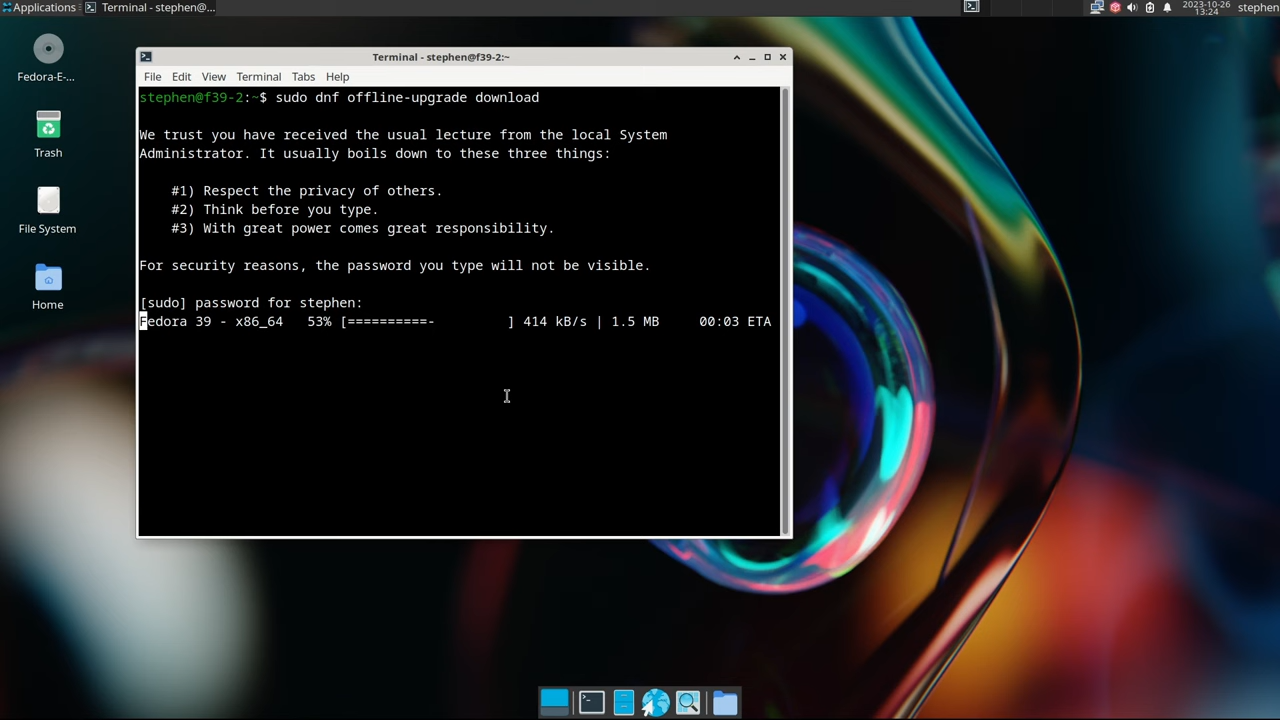 Applications
Terminal - stephen@...
2023-10-26
13:24
stephen
Fedora-E-...
Trash
File System
Home
Terminal - stephen@f39-2:~
File Edit View Terminal Tabs Help
stephen@f39-2:~$ sudo dnf offline-upgrade download
We trust you have received the usual lecture from the local System
Administrator. It usually boils down to these three things:
#1) Respect the privacy of others.
#2) Think before you type.
#3) With great power comes great responsibility.
For security reasons, the password you type will not be visible.
[sudo] password for stephen:
Fedora 39 - x86_64   53% [==========-          ] 414 kB/s | 1.5 MB     00:03 ETA